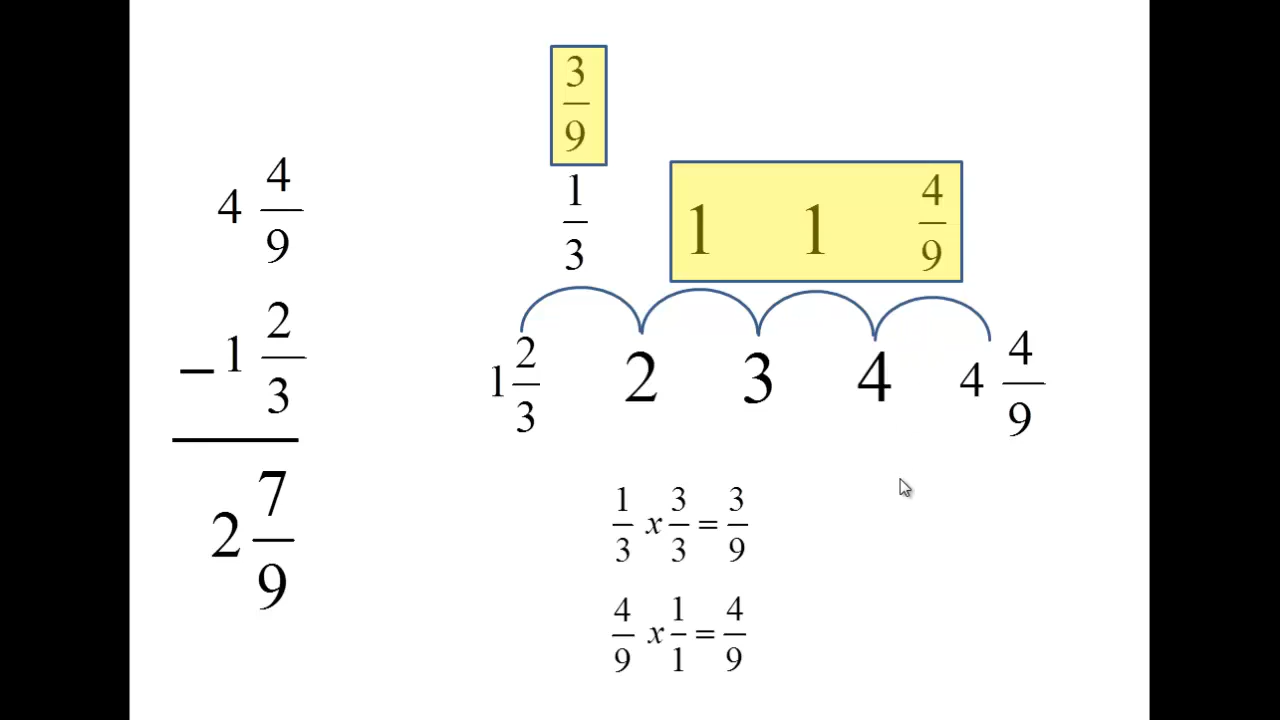 4 4/9
– 1 2/3
2 7/9
3/9
1/3 1 1 4/9
1 2/3 2 3 4 4 4/9
1/3 x 3/3 = 3/9
4/9 x 1/1 = 4/9